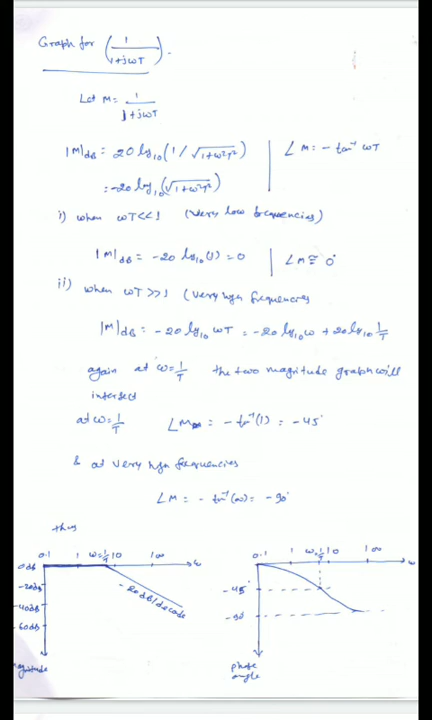 Graph for (1/(1+jωT)) .
Let M = 1/(1+jωT)
|M|dB = 20 log10 (1/√(1+ω²T²)) | ∠M = - tan⁻¹ ωT
= -20 log10 (√(1+ω²T²))
i) when ωT<<1 (very low frequencies)
|M|dB = -20 log10(1) = 0 | ∠M ≅ 0°
ii) when ωT>>1 (very high frequencies
|M|dB = -20 log10 ωT = -20 log10 ω + 20 log10 1/T
again at ω=1/T the two magnitude graph will
intersect
at ω=1/T ∠M = - tan⁻¹(1) = -45°
& at very high frequencies
∠M = - tan⁻¹(∞) = -90°
thus
0.1 1 ω=1/T 10 100 ω
0dB
-20dB
-40dB
-60dB
-20dB/decade
magnitude
0.1 1 ω=1/T 10 100 ω
-45°
-90°
phase
angle